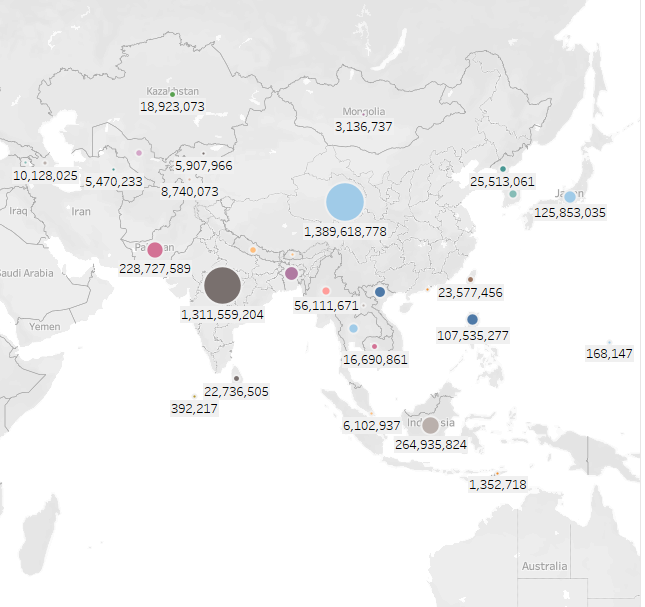 Kazakhstan
18,923,073
Mongolia
3,136,737
5,907,966
10,128,025
5,470,233
8,740,073
25,513,061
Iraq
Iran
Japan
125,853,035
1,389,618,778
Pakistan
228,727,589
Saudi Arabia
23,577,456
56,111,671
1,311,559,204
Yemen
107,535,277
168,147
16,690,861
22,736,505
392,217
6,102,937
Indonesia
264,935,824
1,352,718
Australia